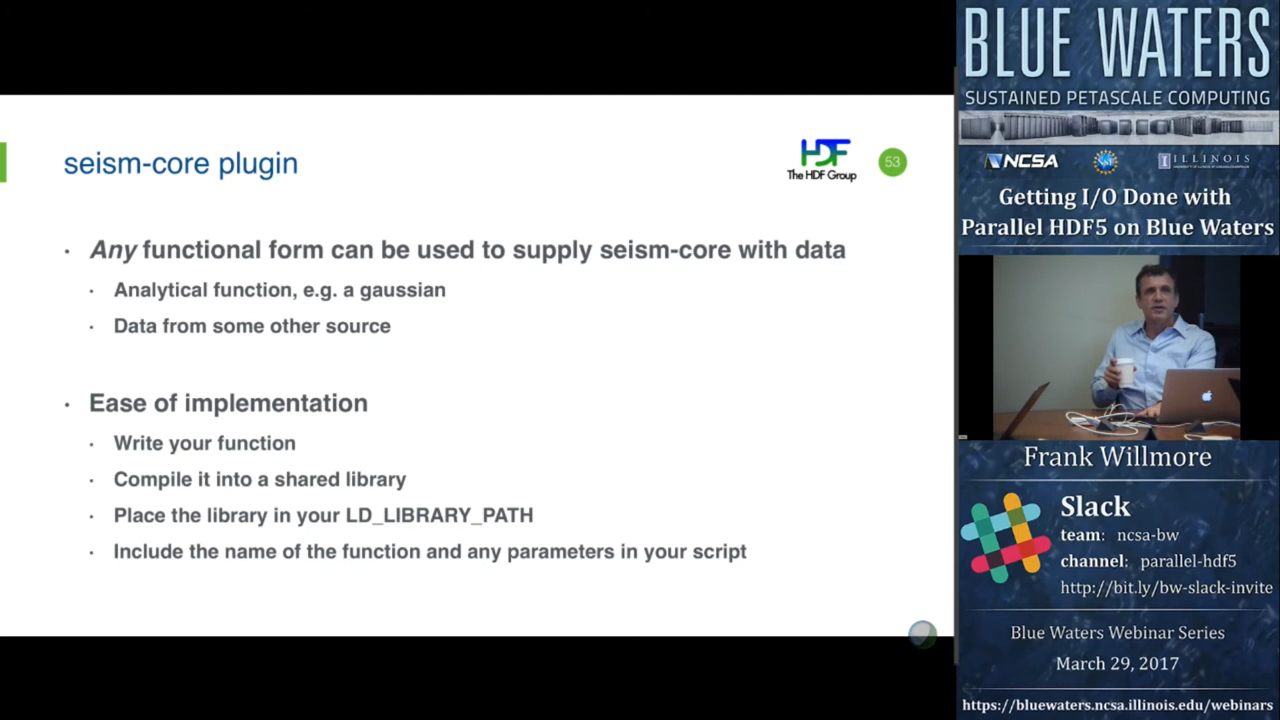 seism-core plugin
HDF
The HDF Group
53
· Any functional form can be used to supply seism-core with data
· Analytical function, e.g. a gaussian
· Data from some other source
· Ease of implementation
· Write your function
· Compile it into a shared library
· Place the library in your LD_LIBRARY_PATH
· Include the name of the function and any parameters in your script
BLUE WATERS
SUSTAINED PETASCALE COMPUTING
NCSA
ILLINOIS
Getting I/O Done with
Parallel HDF5 on Blue Waters
Frank Willmore
Slack
team: ncsa-bw
channel: parallel-hdf5
http://bit.ly/bw-slack-invite
Blue Waters Webinar Series
March 29, 2017
https://bluewaters.ncsa.illinois.edu/webinars